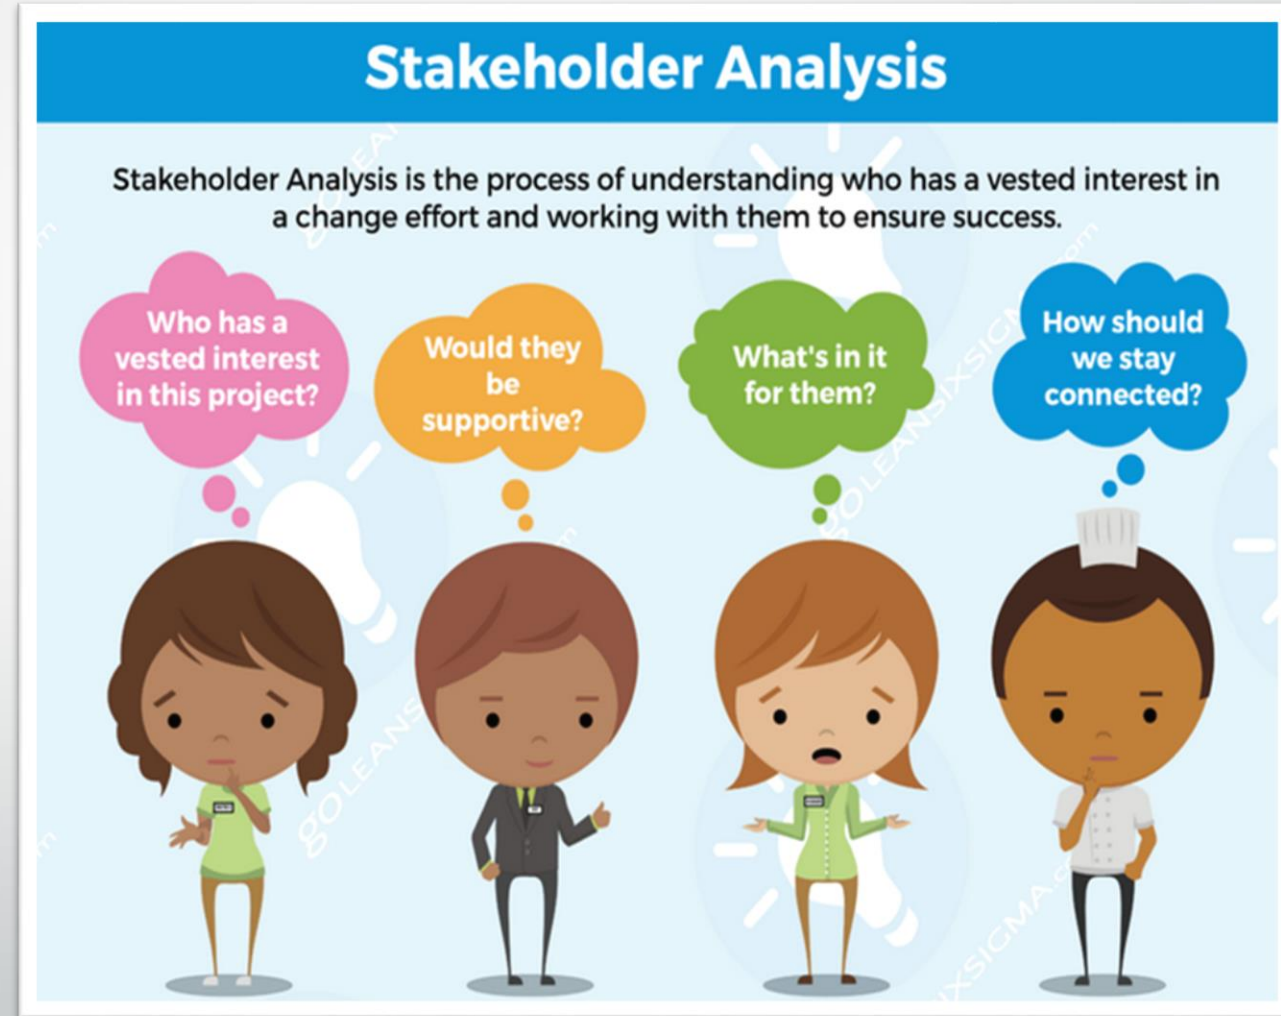 Stakeholder Analysis
Stakeholder Analysis is the process of understanding who has a vested interest in
a change effort and working with them to ensure success.
Who has a
vested interest
in this project?
Would they
be
supportive?
What's in it
for them?
How should
we stay
connected?